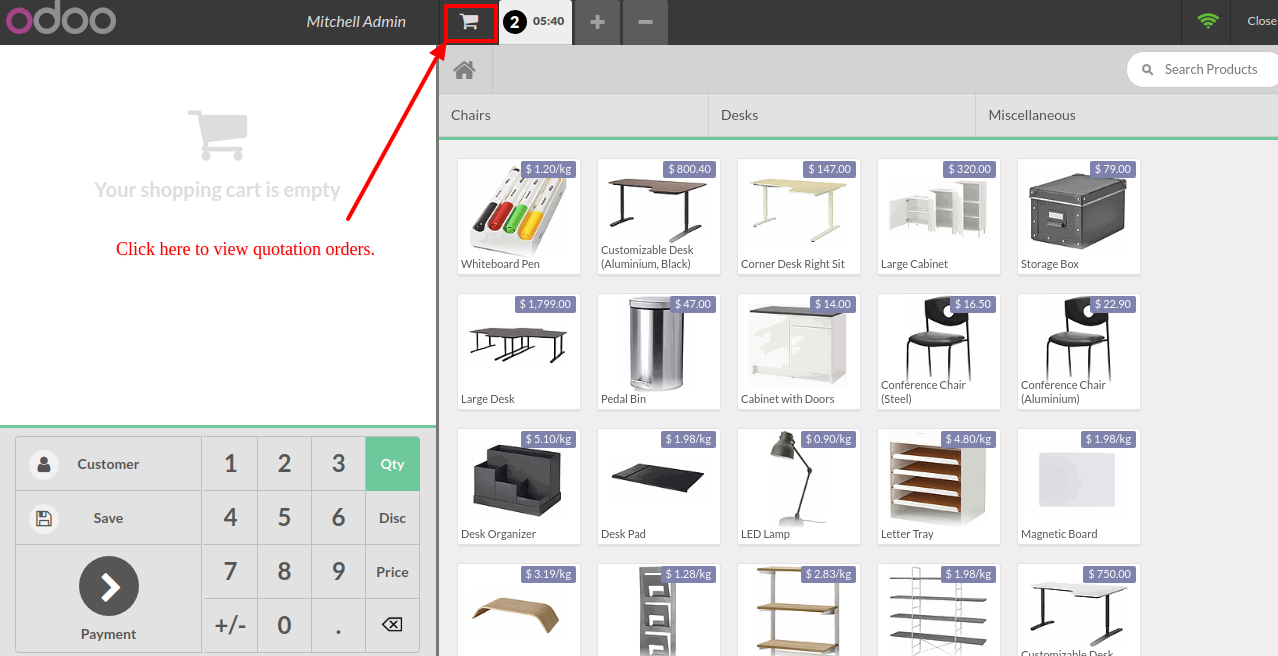 odoo
Mitchell Admin
2 05:40
+
−
Close
Search Products
Your shopping cart is empty
Click here to view quotation orders.
Chairs
Desks
Miscellaneous
$ 1.20/kg
Whiteboard Pen
$ 800.40
Customizable Desk
(Aluminium, Black)
$ 147.00
Corner Desk Right Sit
$ 320.00
Large Cabinet
$ 79.00
Storage Box
$ 1,799.00
Large Desk
$ 47.00
Pedal Bin
$ 14.00
Cabinet with Doors
$ 16.50
Conference Chair
(Steel)
$ 22.90
Conference Chair
(Aluminium)
$ 5.10/kg
Desk Organizer
$ 1.98/kg
Desk Pad
$ 0.90/kg
LED Lamp
$ 4.80/kg
Letter Tray
$ 1.98/kg
Magnetic Board
$ 3.19/kg
$ 1.28/kg
$ 2.83/kg
$ 1.98/kg
$ 750.00
Customizable Desk
Customer
1 2 3 Qty
Save
4 5 6 Disc
7 8 9 Price
Payment
+/- 0 .